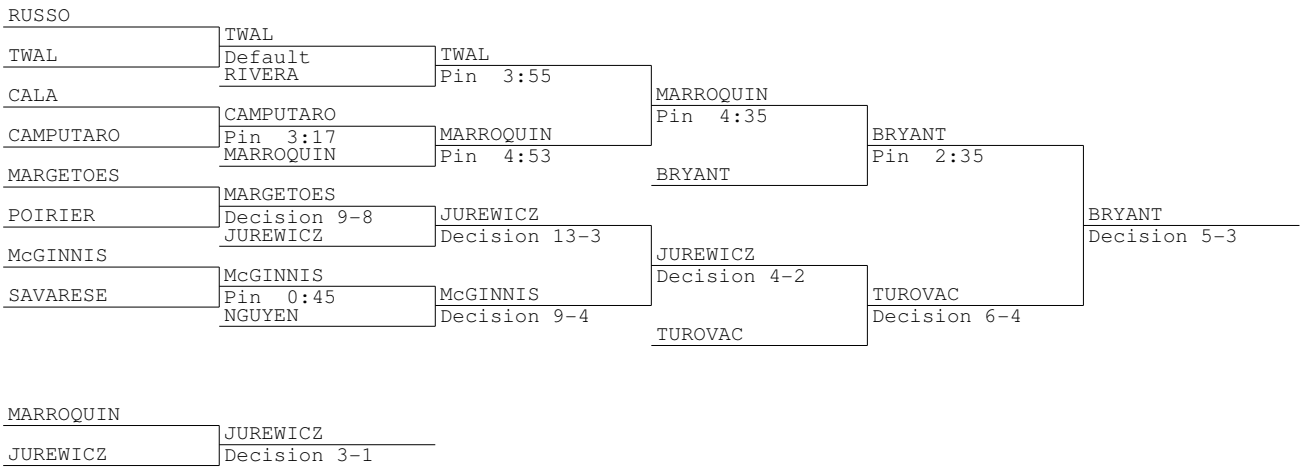 RUSSO
TWAL
TWAL
Default
RIVERA
TWAL
Pin 3:55
CALA
CAMPUTARO
CAMPUTARO
Pin 3:17
MARROQUIN
MARROQUIN
Pin 4:53
MARROQUIN
Pin 4:35
BRYANT
BRYANT
Pin 2:35
MARGETOES
POIRIER
MARGETOES
Decision 9-8
JUREWICZ
JUREWICZ
Decision 13-3
McGINNIS
SAVARESE
McGINNIS
Pin 0:45
NGUYEN
McGINNIS
Decision 9-4
JUREWICZ
Decision 4-2
TUROVAC
TUROVAC
Decision 6-4
BRYANT
Decision 5-3
MARROQUIN
JUREWICZ
JUREWICZ
Decision 3-1